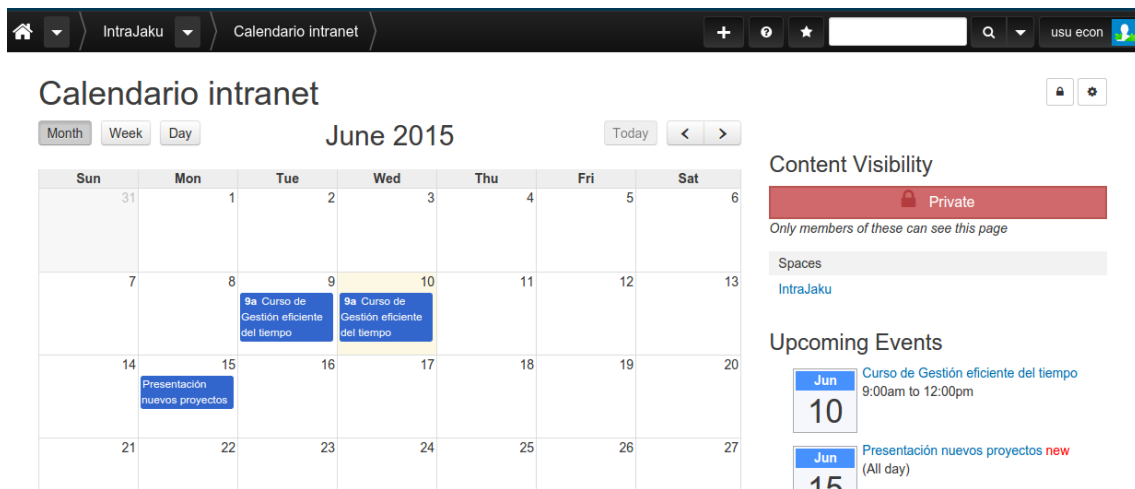 IntraJaku
Calendario intranet
usu econ
Calendario intranet
Month Week Day
June 2015
Today
Sun Mon Tue Wed Thu Fri Sat
31 1 2 3 4 5 6
7 8 9 10 11 12 13
9a Curso de
Gestión eficiente
del tiempo
9a Curso de
Gestión eficiente
del tiempo
14 15 16 17 18 19 20
Presentación
nuevos proyectos
21 22 23 24 25 26 27
Content Visibility
Private
Only members of these can see this page
Spaces
IntraJaku
Upcoming Events
Jun
10
Curso de Gestión eficiente del tiempo
9:00am to 12:00pm
Jun
15
Presentación nuevos proyectos new
(All day)